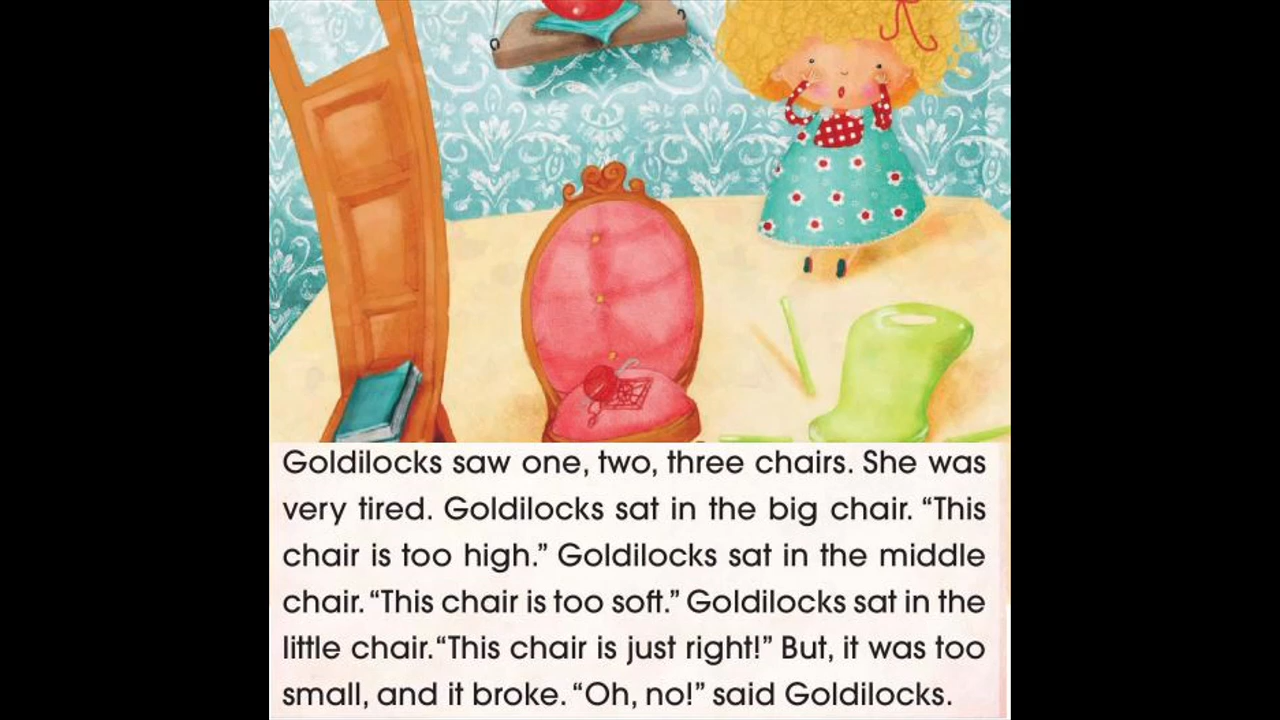 Goldilocks saw one, two, three chairs. She was
very tired. Goldilocks sat in the big chair. “This
chair is too high.” Goldilocks sat in the middle
chair. “This chair is too soft.” Goldilocks sat in the
little chair.“This chair is just right!” But, it was too
small, and it broke. “Oh, no!” said Goldilocks.